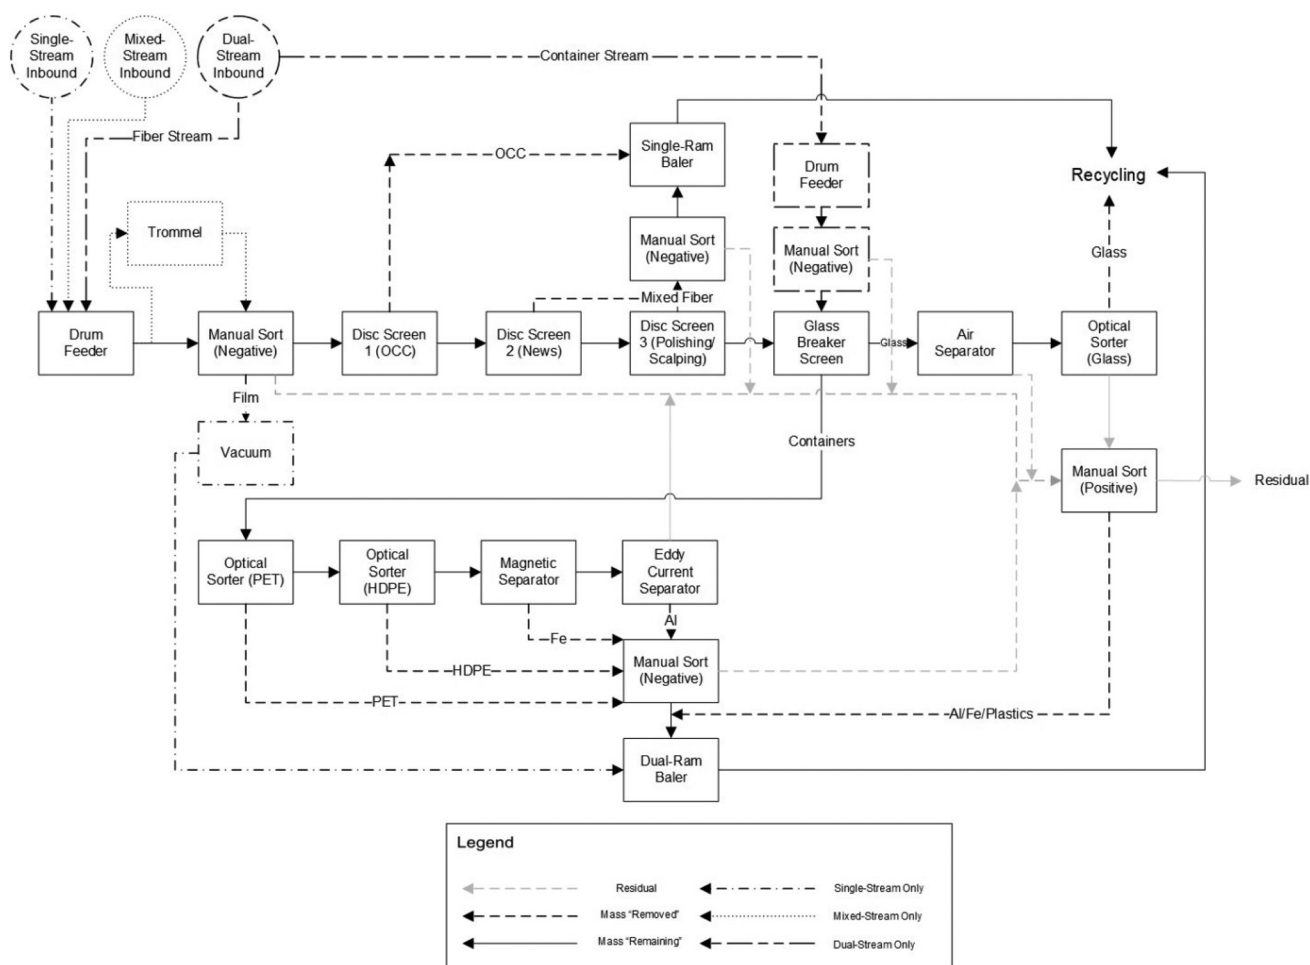 Single-
Stream
Inbound
Mixed-
Stream
Inbound
Dual-
Stream
Inbound
Container Stream
Fiber Stream
OCC
Single-Ram
Baler
Drum
Feeder
Recycling
Trommel
Manual Sort
(Negative)
Manual Sort
(Negative)
Glass
Mixed Fiber
Drum
Feeder
Manual Sort
(Negative)
Disc Screen
1 (OCC)
Disc Screen
2 (News)
Disc Screen
3 (Polishing/
Scalping)
Glass
Breaker
Screen
Glass
Air
Separator
Optical
Sorter
(Glass)
Film
Vacuum
Containers
Manual Sort
(Positive)
Residual
Optical
Sorter (PET)
Optical
Sorter
(HDPE)
Magnetic
Separator
Eddy
Current
Separator
Al
Fe
HDPE
PET
Manual Sort
(Negative)
Al/Fe/Plastics
Dual-Ram
Baler
Legend
Residual
Single-Stream Only
Mass "Removed"
Mixed-Stream Only
Mass "Remaining"
Dual-Stream Only